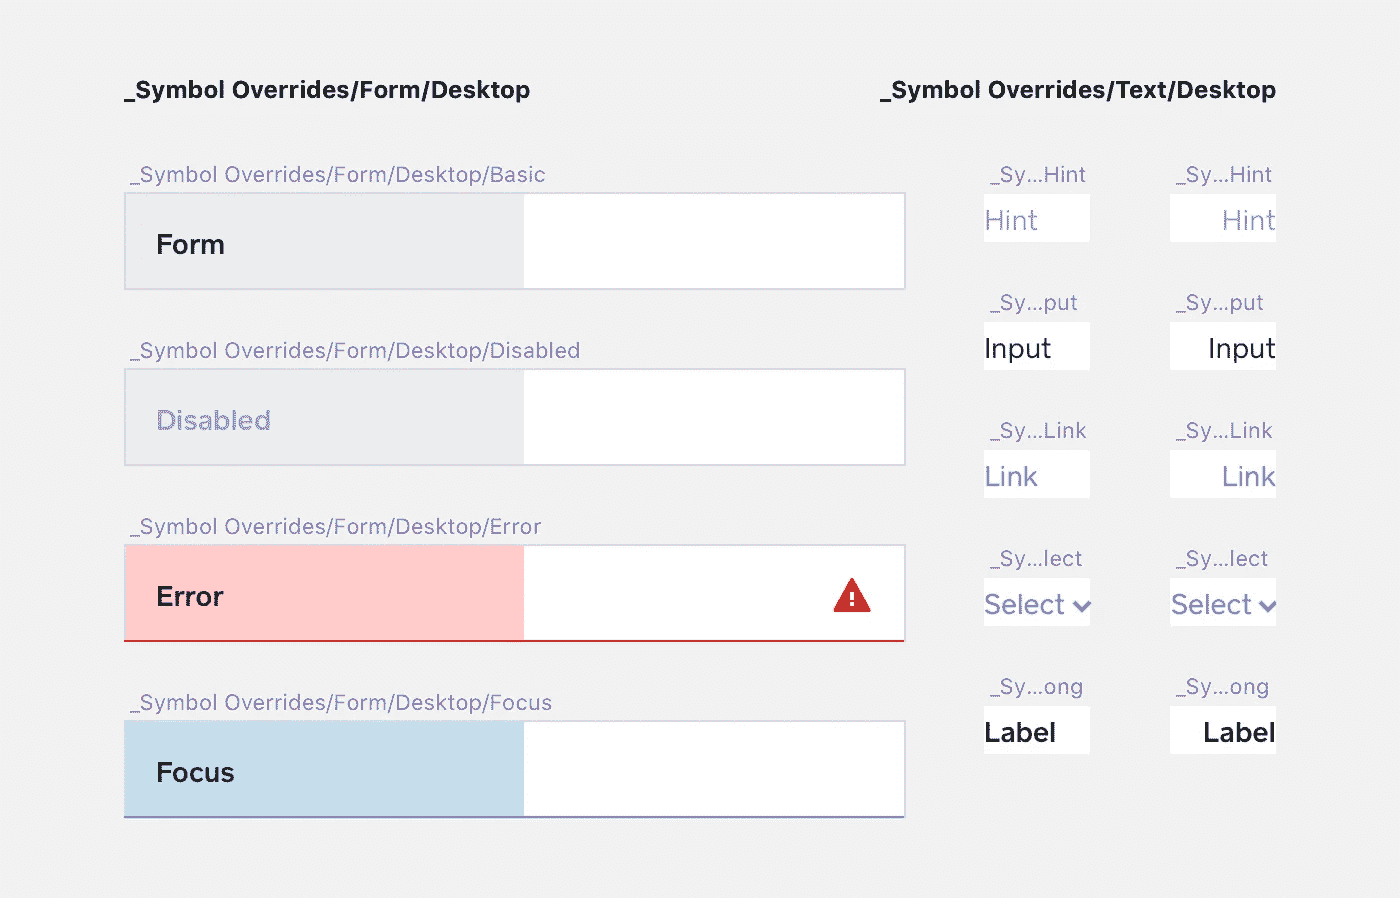 _Symbol Overrides/Form/Desktop
_Symbol Overrides/Form/Desktop/Basic
Form
_Symbol Overrides/Form/Desktop/Disabled
Disabled
_Symbol Overrides/Form/Desktop/Error
Error
_Symbol Overrides/Form/Desktop/Focus
Focus
_Symbol Overrides/Text/Desktop
_Sy...Hint _Sy...Hint
Hint Hint
_Sy...put _Sy...put
Input Input
_Sy...Link _Sy...Link
Link Link
_Sy...lect _Sy...lect
Select Select
_Sy...ong _Sy...ong
Label Label